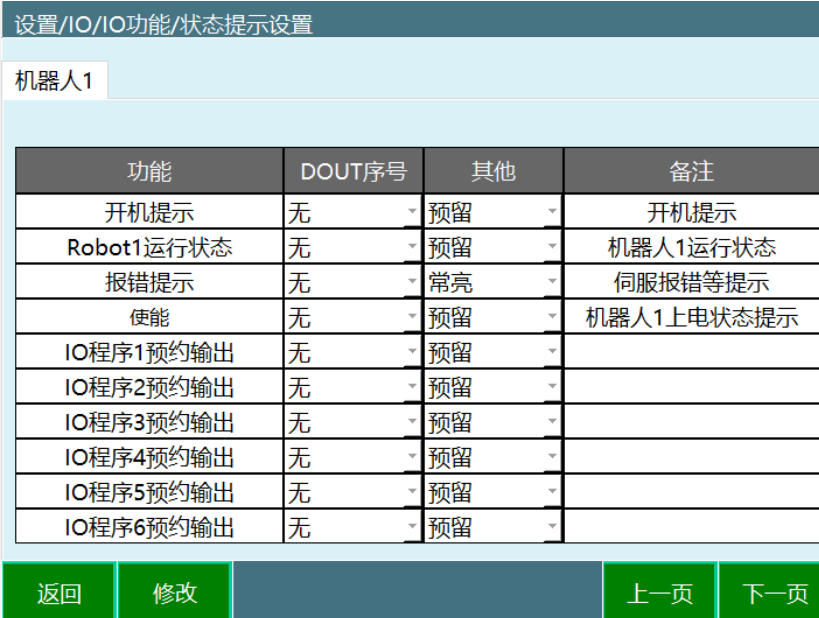 设置/IO/IO功能/状态提示设置
机器人1
功能 DOUT序号 其他 备注
开机提示 无 预留 开机提示
Robot1运行状态 无 预留 机器人1运行状态
报错提示 无 常亮 伺服报错等提示
使能 无 预留 机器人1上电状态提示
IO程序1预约输出 无 预留
IO程序2预约输出 无 预留
IO程序3预约输出 无 预留
IO程序4预约输出 无 预留
IO程序5预约输出 无 预留
IO程序6预约输出 无 预留
返回 修改 上一页 下一页